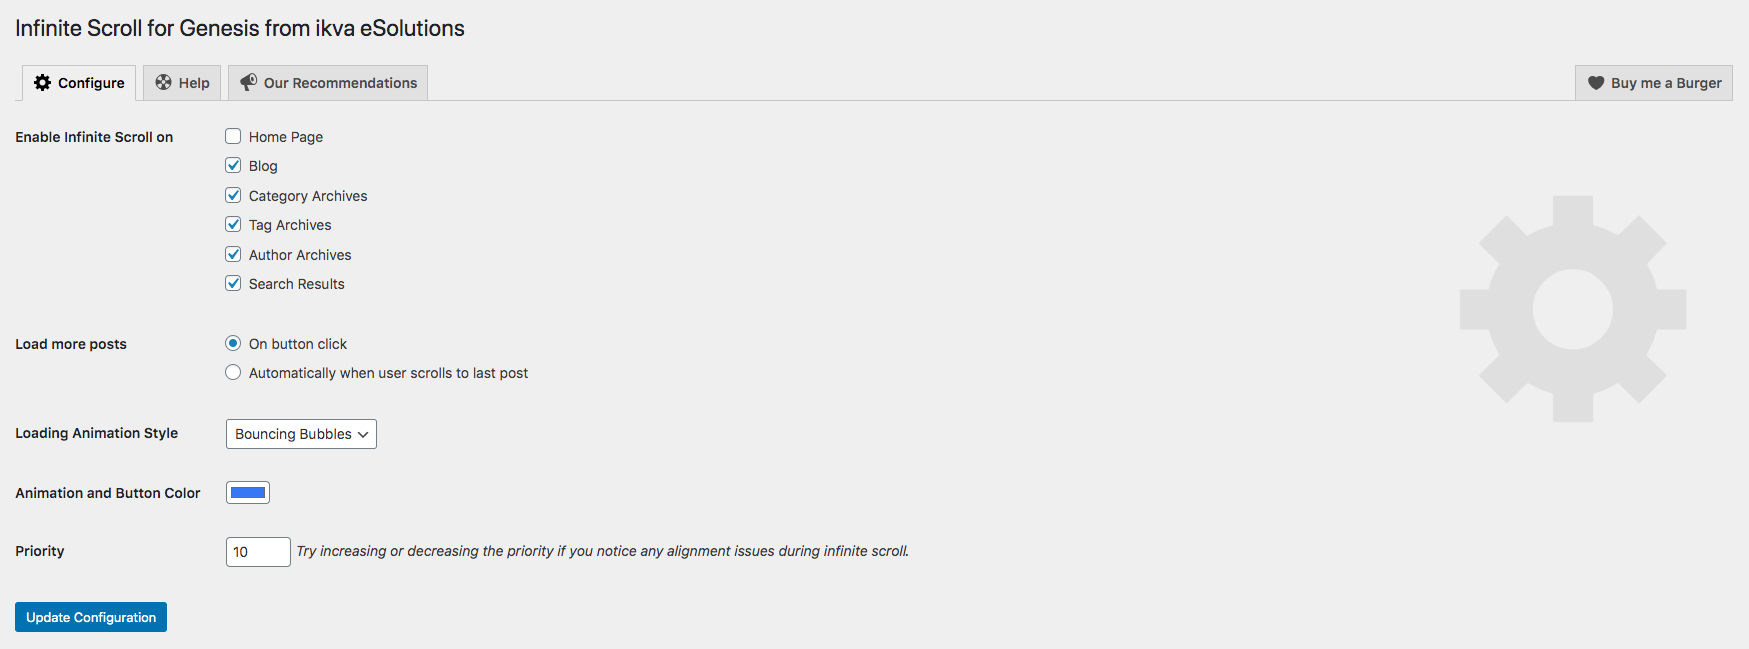 Infinite Scroll for Genesis from ikva eSolutions
Configure
Help
Our Recommendations
Buy me a Burger
Enable Infinite Scroll on
Home Page
Blog
Category Archives
Tag Archives
Author Archives
Search Results
Load more posts
On button click
Automatically when user scrolls to last post
Loading Animation Style
Bouncing Bubbles
Animation and Button Color
Priority
10
Try increasing or decreasing the priority if you notice any alignment issues during infinite scroll.
Update Configuration